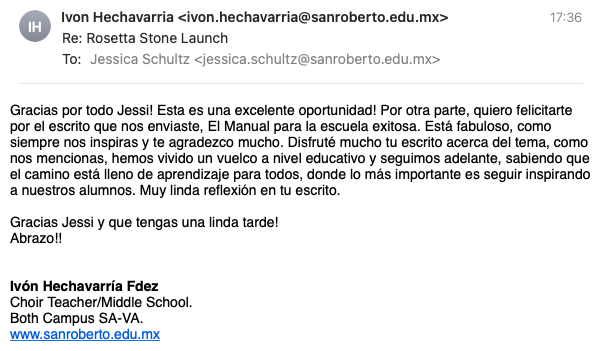 IH
Ivon Hechavarria <ivon.hechavarria@sanroberto.edu.mx>
17:36
Re: Rosetta Stone Launch
To: Jessica Schultz <jessica.schultz@sanroberto.edu.mx>
Gracias por todo Jessi! Esta es una excelente oportunidad! Por otra parte, quiero felicitarte
por el escrito que nos enviaste, El Manual para la escuela exitosa. Está fabuloso, como
siempre nos inspiras y te agradezco mucho. Disfruté mucho tu escrito acerca del tema, como
nos mencionas, hemos vivido un vuelco a nivel educativo y seguimos adelante, sabiendo que
el camino está lleno de aprendizaje para todos, donde lo más importante es seguir inspirando
a nuestros alumnos. Muy linda reflexión en tu escrito.
Gracias Jessi y que tengas una linda tarde!
Abrazo!!
Ivón Hechavarría Fdez
Choir Teacher/Middle School.
Both Campus SA-VA.
www.sanroberto.edu.mx